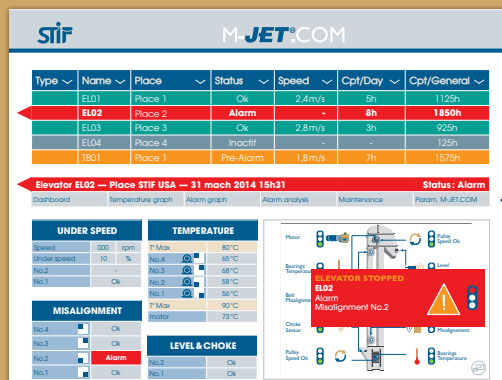 STIF
M-JET®.COM
Type Name Place Status Speed Cpt/Day Cpt/General
EL01 Place 1 Ok 2,4m/s 5h 1125h
EL02 Place 2 Alarm - 8h 1850h
EL03 Place 3 Ok 2,8m/s 3h 925h
EL04 Place 4 Inactif - - 125h
TB01 Place 1 Pre-Alarm 1,8m/s 7h 1575h
Elevator EL02 — Place STIF USA — 31 mach 2014 15h31 Status : Alarm
Dashboard Temperature graph Alarm graph Alarm analysis Maintenance Param. M-JET.COM
UNDER SPEED
Speed 000 rpm
Under speed 10 %
No.2 -
No.1 Ok
MISALIGNMENT
No.4 Ok
No.3 Ok
No.2 Alarm
No.1 Ok
TEMPERATURE
T° Max 80°C
No.4 65°C
No.3 68°C
No.2 58°C
No.1 56°C
T° Max 90°C
motor 73°C
LEVEL & CHOKE
No.2 Ok
No.1 Ok
Motor
Pulley
Speed Ok
Bearings
Temperature
Level
ELEVATOR STOPPED
EL02
Alarm
Misalignment No.2
Belt
Choke
Sensor
Misalignement
Pulley
Speed Ok
Bearings
Temperature